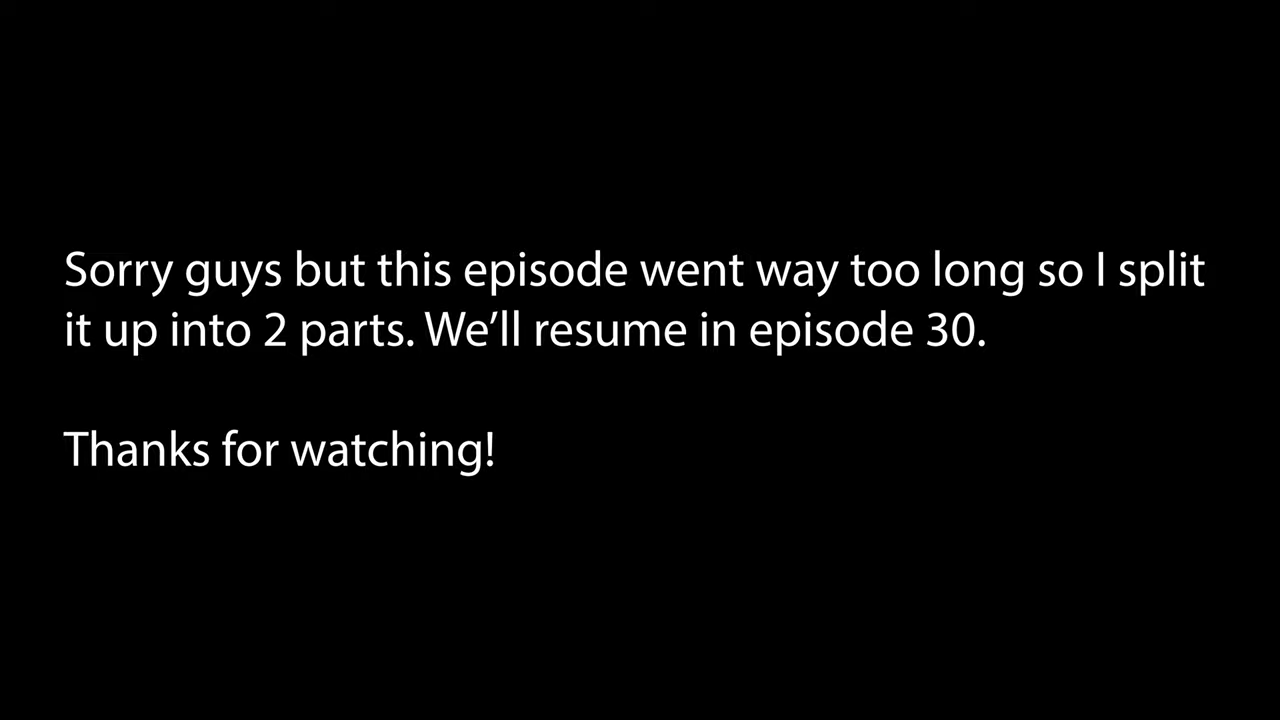 Sorry guys but this episode went way too long so I split
it up into 2 parts. We’ll resume in episode 30.
Thanks for watching!